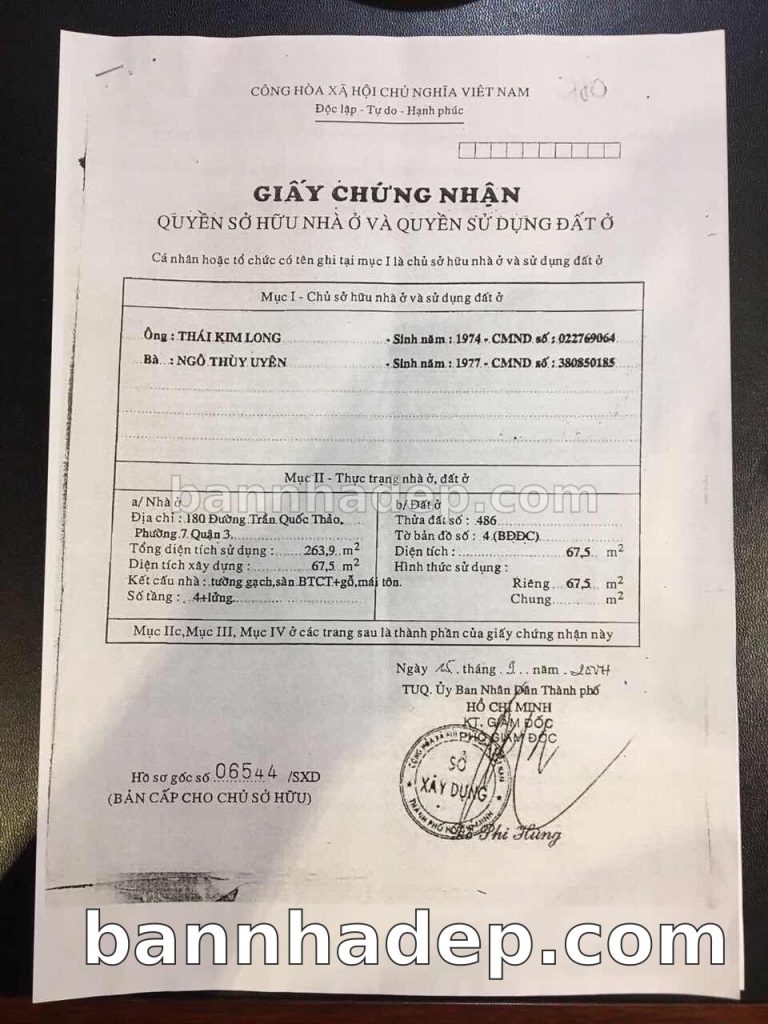 CỘNG HÒA XÃ HỘI CHỦ NGHĨA VIỆT NAM
Độc lập - Tự do - Hạnh phúc
GIẤY CHỨNG NHẬN
QUYỀN SỞ HỮU NHÀ Ở VÀ QUYỀN SỬ DỤNG ĐẤT Ở
Cá nhân hoặc tổ chức có tên ghi tại mục I là chủ sở hữu nhà ở và sử dụng đất ở
Mục I - Chủ sở hữu nhà ở và sử dụng đất ở
Ông : THÁI KIM LONG - Sinh năm : 1974 - CMND số : 022769064
Bà : NGÔ THÙY UYÊN - Sinh năm : 1977 - CMND số : 380850185
Mục II - Thực trạng nhà ở, đất ở
bannhadep.com
a/ Nhà ở
Địa chỉ : 180 Đường Trần Quốc Thảo,
Phường 7 Quận 3
Tổng diện tích sử dụng : 263,9 m²
Diện tích xây dựng : 67,5 m²
Kết cấu nhà : tường gạch, sàn BTCT+gỗ, mái tôn.
Số tầng : 4+lửng
b/ Đất ở
Thửa đất số : 486
Tờ bản đồ số : 4 (BĐĐC)
Diện tích : 67,5 m²
Hình thức sử dụng :
Riêng 67,5 m²
Chung m²
Mục IIc, Mục III, Mục IV ở các trang sau là thành phần của giấy chứng nhận này
Ngày 15 tháng 9 năm 2004
TUQ. Ủy Ban Nhân Dân Thành phố
HỒ CHÍ MINH
KT. GIÁM ĐỐC
PHÓ GIÁM ĐỐC
SỞ
XÂY DỰNG
Phi Hùng
Hồ sơ gốc số 06544 /SXD
(BẢN CẤP CHO CHỦ SỞ HỮU)
bannhadep.com